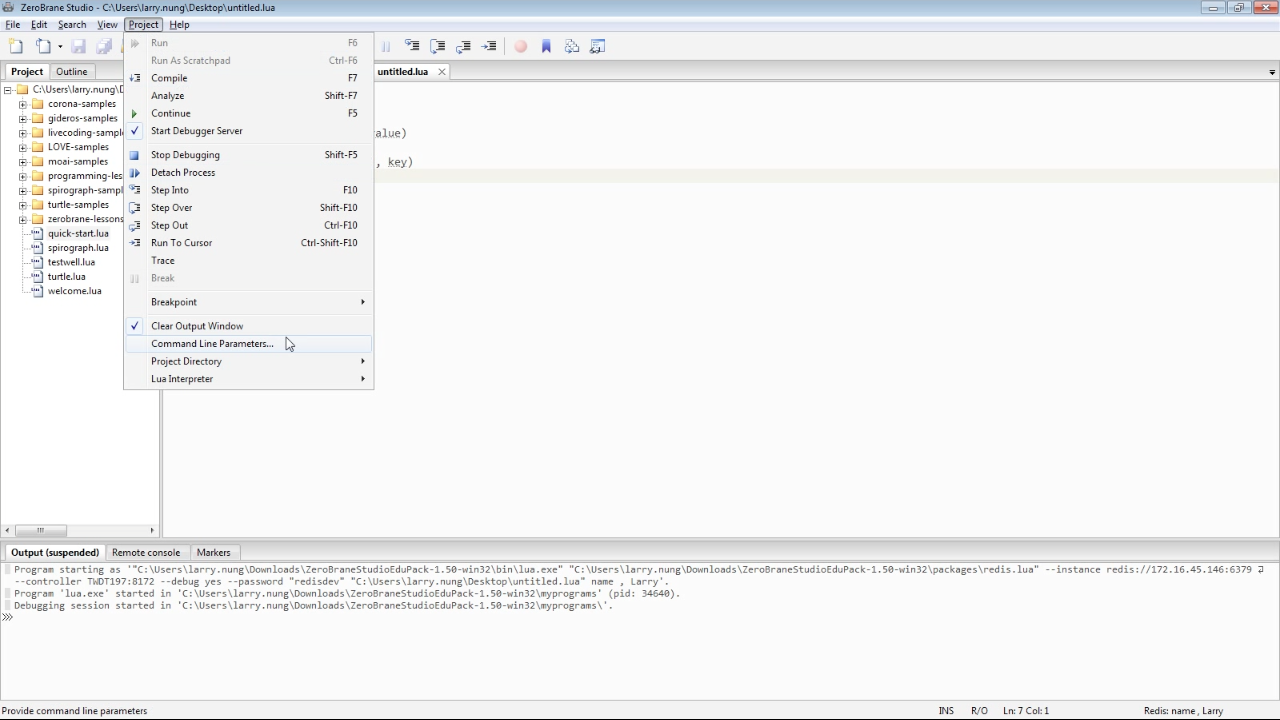 ZeroBrane Studio - C:\Users\larry.nung\Desktop\untitled.lua
File Edit Search View Project Help
Project Outline
untitled.lua
C:\Users\larry.nung\D
corona-samples
gideros-samples
livecoding-sampl
LOVE-samples
moai-samples
programming-les
spirograph-sampl
turtle-samples
zerobrane-lessons
quick-start.lua
spirograph.lua
testwell.lua
turtle.lua
welcome.lua
Run F6
Run As Scratchpad Ctrl-F6
Compile F7
Analyze Shift-F7
Continue F5
Start Debugger Server
Stop Debugging Shift-F5
Detach Process
Step Into F10
Step Over Shift-F10
Step Out Ctrl-F10
Run To Cursor Ctrl-Shift-F10
Trace
Break
Breakpoint
Clear Output Window
Command Line Parameters...
Project Directory
Lua Interpreter
alue)
, key)
Output (suspended) Remote console Markers
Program starting as '"C:\Users\larry.nung\Downloads\ZeroBraneStudioEduPack-1.50-win32\bin\lua.exe" "C:\Users\larry.nung\Downloads\ZeroBraneStudioEduPack-1.50-win32\packages\redis.lua" --instance redis://172.16.45.146:6379
--controller TWDT197:8172 --debug yes --password "redisdev" "C:\Users\larry.nung\Desktop\untitled.lua" name , Larry'.
Program 'lua.exe' started in 'C:\Users\larry.nung\Downloads\ZeroBraneStudioEduPack-1.50-win32\myprograms' (pid: 34640).
Debugging session started in 'C:\Users\larry.nung\Downloads\ZeroBraneStudioEduPack-1.50-win32\myprograms\'.
Provide command line parameters INS R/O Ln: 7 Col: 1 Redis: name , Larry